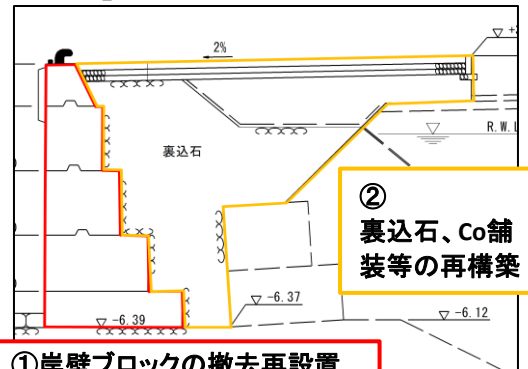 2%
▽ +
R.W.L
裏込石
②
裏込石、Co舗
装等の再構築
▽ -6.37
▽ -6.39
▽ -6.12
①岸壁ブロックの撤去再設置